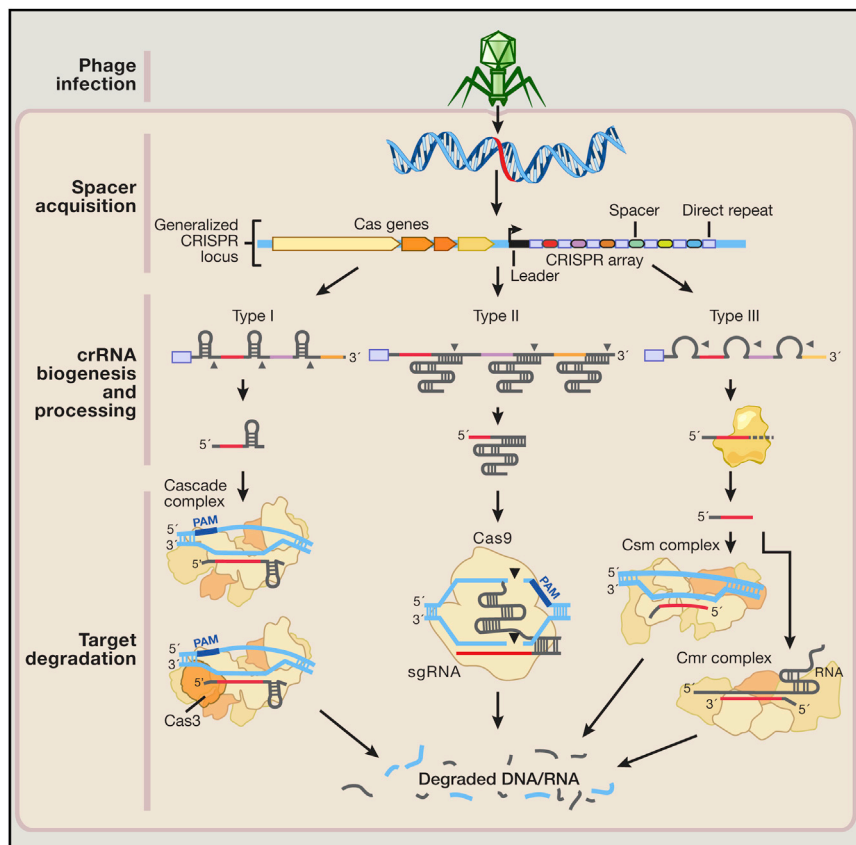 Phage
infection
Spacer
acquisition
Generalized
CRISPR
locus
Cas genes
Spacer
Direct repeat
Leader
CRISPR array
crRNA
biogenesis
and
processing
Type I
Type II
Type III
3´
3´
3´
5´
5´
5´
5´
Target
degradation
Cascade
complex
PAM
5´
3´
PAM
5´
3´
5´
Cas3
Cas9
PAM
5´
3´
sgRNA
Csm complex
5´
3´
5´
Cmr complex
RNA
5´
3´
5´
Degraded DNA/RNA